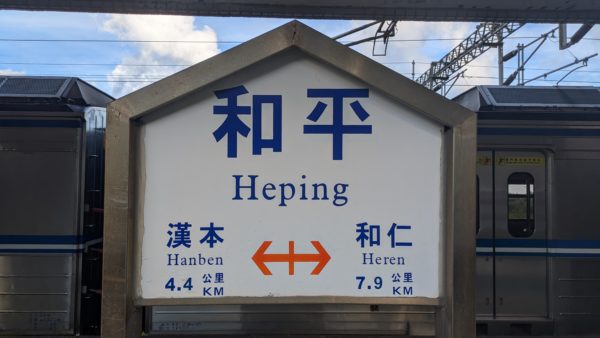 和平
Heping
漢本
Hanben
4.4 公里 KM
和仁
Heren
7.9 公里 KM